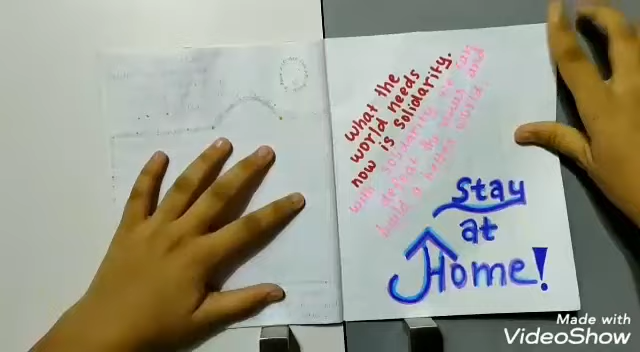 What the
world needs
now is solidarity.
with solidarity we can
defeat the virus and
build a better world
Stay
at
Home!
Made with
VideoShow